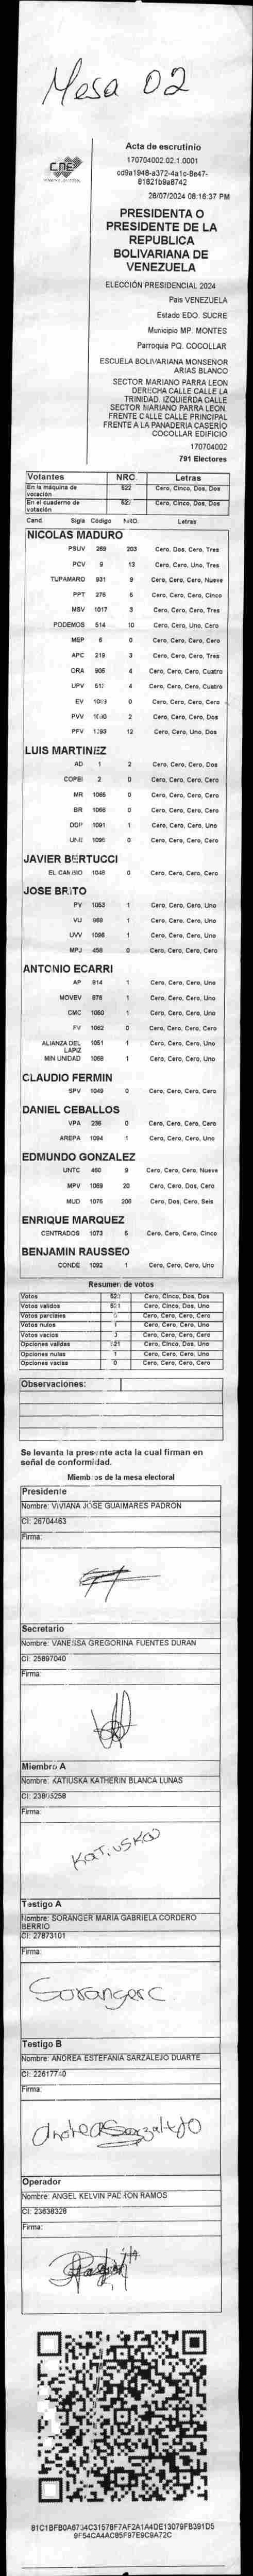 Mesa 02
CNE
Acta de escrutinio
170704002.02.1.0001
cd9a1948-a372-4a1c-8e47-
81821b9a8742
28/07/2024 08:16:37 PM
PRESIDENTA O
PRESIDENTE DE LA
REPUBLICA
BOLIVARIANA DE
VENEZUELA
ELECCIÓN PRESIDENCIAL 2024
Pais VENEZUELA
Estado EDO. SUCRE
Municipio MP. MONTES
Parroquia PQ. COCOLLAR
ESCUELA BOLIVARIANA MONSEÑOR
ARIAS BLANCO
SECTOR MARIANO PARRA LEON
DERECHA CALLE CALLE LA
TRINIDAD. IZQUIERDA CALLE
SECTOR MARIANO PARRA LEON.
FRENTE CALLE CALLE PRINCIPAL
FRENTE A LA PANADERIA CASERÍO
COCOLLAR EDIFICIO
170704002
791 Electores
Votantes NRO. Letras
En la máquina de votación 522 Cero, Cinco, Dos, Dos
En el cuaderno de votación 522 Cero, Cinco, Dos, Dos
Cand. Sigla Código NRO. Letras
NICOLAS MADURO
PSUV 269 203 Cero, Dos, Cero, Tres
PCV 9 13 Cero, Cero, Uno, Tres
TUPAMARO 931 9 Cero, Cero, Cero, Nueve
PPT 276 5 Cero, Cero, Cero, Cinco
MSV 1017 3 Cero, Cero, Cero, Tres
PODEMOS 514 10 Cero, Cero, Uno, Cero
MEP 6 0 Cero, Cero, Cero, Cero
APC 219 3 Cero, Cero, Cero, Tres
ORA 906 4 Cero, Cero, Cero, Cuatro
UPV 4 Cero, Cero, Cero, Cuatro
EV 0 Cero, Cero, Cero, Cero
PVV 2 Cero, Cero, Cero, Dos
PFV 12 Cero, Cero, Uno, Dos
LUIS MARTINEZ
AD 1 2 Cero, Cero, Cero, Dos
COPEI 2 0 Cero, Cero, Cero, Cero
MR 1065 0 Cero, Cero, Cero, Cero
BR 1068 0 Cero, Cero, Cero, Cero
DDP 1091 1 Cero, Cero, Cero, Uno
UNE 1096 0 Cero, Cero, Cero, Cero
JAVIER BERTUCCI
EL CAMBIO 1048 0 Cero, Cero, Cero, Cero
JOSE BRITO
PV 1053 1 Cero, Cero, Cero, Uno
VU 968 1 Cero, Cero, Cero, Uno
UVV 1098 1 Cero, Cero, Cero, Uno
MPJ 458 0 Cero, Cero, Cero, Cero
ANTONIO ECARRI
AP 914 1 Cero, Cero, Cero, Uno
MOVEV 976 1 Cero, Cero, Cero, Uno
CMC 1050 1 Cero, Cero, Cero, Uno
FV 1082 0 Cero, Cero, Cero, Cero
ALIANZA DEL LAPIZ 1051 1 Cero, Cero, Cero, Uno
MIN UNIDAD 1088 1 Cero, Cero, Cero, Uno
CLAUDIO FERMIN
SPV 1049 0 Cero, Cero, Cero, Cero
DANIEL CEBALLOS
VPA 236 0 Cero, Cero, Cero, Cero
AREPA 1094 1 Cero, Cero, Cero, Uno
EDMUNDO GONZALEZ
UNTC 460 9 Cero, Cero, Cero, Nueve
MPV 1069 20 Cero, Cero, Dos, Cero
MUD 1075 206 Cero, Dos, Cero, Seis
ENRIQUE MARQUEZ
CENTRADOS 1073 5 Cero, Cero, Cero, Cinco
BENJAMIN RAUSSEO
CONDE 1092 1 Cero, Cero, Cero, Uno
Resumen de votos
Votos 522 Cero, Cinco, Dos, Dos
Votos validos 521 Cero, Cinco, Dos, Uno
Votos parciales 0 Cero, Cero, Cero, Cero
Votos nulos 1 Cero, Cero, Cero, Uno
Votos vacios 0 Cero, Cero, Cero, Cero
Opciones validas 521 Cero, Cinco, Dos, Uno
Opciones nulas 1 Cero, Cero, Cero, Uno
Opciones vacias 0 Cero, Cero, Cero, Cero
Observaciones:
Se levanta la presente acta la cual firman en
señal de conformidad.
Miembros de la mesa electoral
Presidente
Nombre: VIVIANA JOSE GUAIMARES PADRON
CI: 26704463
Firma:
Secretario
Nombre: VANESSA GREGORINA FUENTES DURAN
CI: 25897040
Firma:
Miembro A
Nombre: KATIUSKA KATHERIN BLANCA LUNAS
CI:
Firma:
Katiuska
Testigo A
Nombre: SORANGER MARIA GABRIELA CORDERO
BERRIO
CI: 27873101
Firma:
Soranger C
Testigo B
Nombre: ANDREA ESTEFANIA SARZALEJO DUARTE
CI:
Firma:
Andrea Sarzalejo
Operador
Nombre: ANGEL KELVIN PADRON RAMOS
CI: 23638328
Firma: